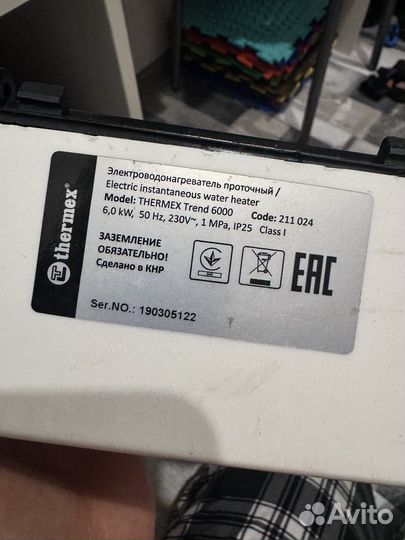 thermex®
Электроводонагреватель проточный /
Electric instantaneous water heater
Model: THERMEX Trend 6000 Code: 211 024
6,0 kW, 50 Hz, 230V~, 1 MPa, IP25 Class I
ЗАЗЕМЛЕНИЕ
ОБЯЗАТЕЛЬНО!
Сделано в КНР
EAC
Ser.NO.: 190305122
Avito